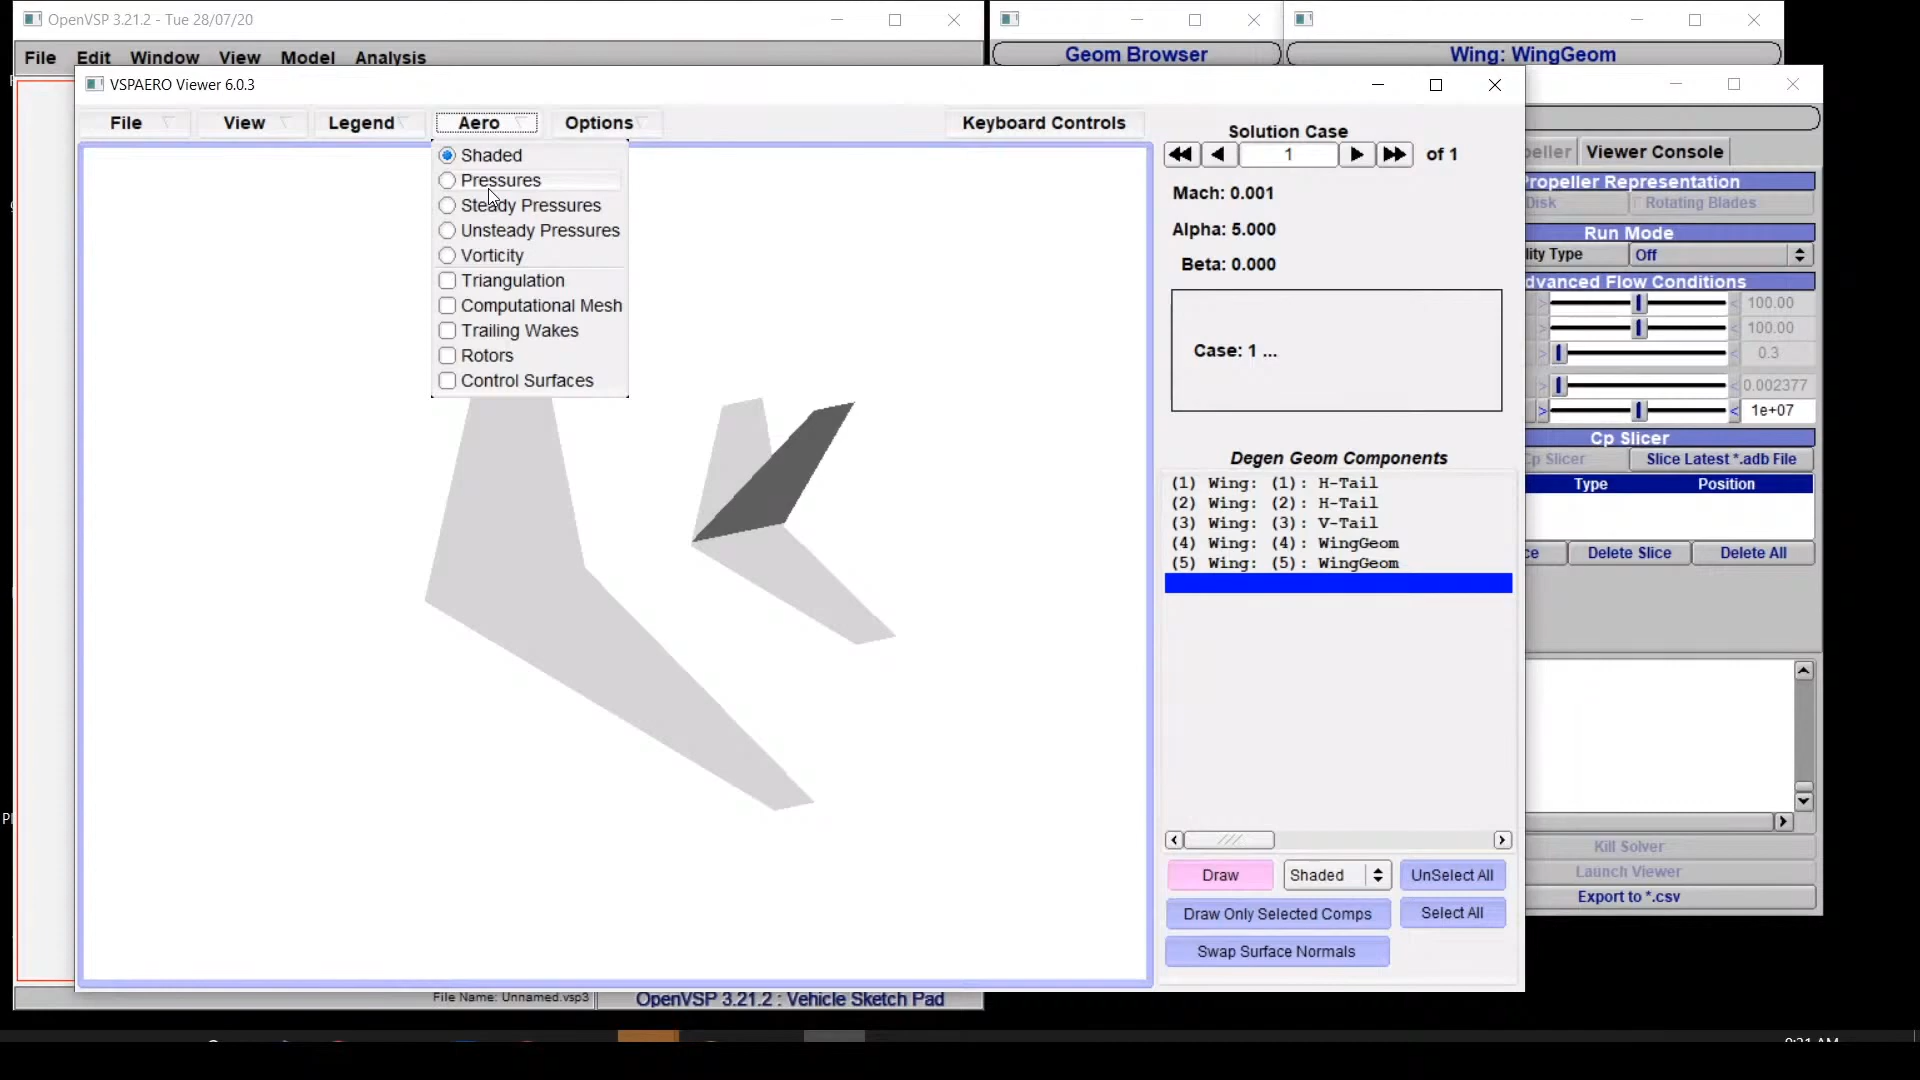 OpenVSP 3.21.2 - Tue 28/07/20
File Edit Window View Model Analysis
Geom Browser
Wing: WingGeom
VSPAERO Viewer 6.0.3
File View Legend Aero Options Keyboard Controls
Shaded
Pressures
Steady Pressures
Unsteady Pressures
Vorticity
Triangulation
Computational Mesh
Trailing Wakes
Rotors
Control Surfaces
Solution Case
1 of 1
Mach: 0.001
Alpha: 5.000
Beta: 0.000
Case: 1 ...
Degen Geom Components
(1) Wing: (1): H-Tail
(2) Wing: (2): H-Tail
(3) Wing: (3): V-Tail
(4) Wing: (4): WingGeom
(5) Wing: (5): WingGeom
Draw Shaded UnSelect All
Draw Only Selected Comps Select All
Swap Surface Normals
Viewer Console
Propeller Representation
Disk Rotating Blades
Run Mode
Off
Advanced Flow Conditions
100.00
100.00
0.3
0.002377
1e+07
Cp Slicer
Cp Slicer Slice Latest *.adb File
Type Position
Delete Slice Delete All
Kill Solver
Launch Viewer
Export to *.csv
File Name: Unnamed.vsp3
OpenVSP 3.21.2 : Vehicle Sketch Pad